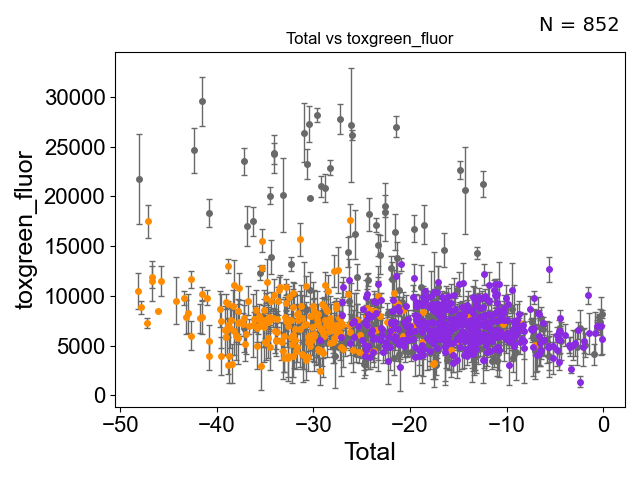 N = 852
Total vs toxgreen_fluor
toxgreen_fluor
30000
25000
20000
15000
10000
5000
0
−50 −40 −30 −20 −10 0
Total